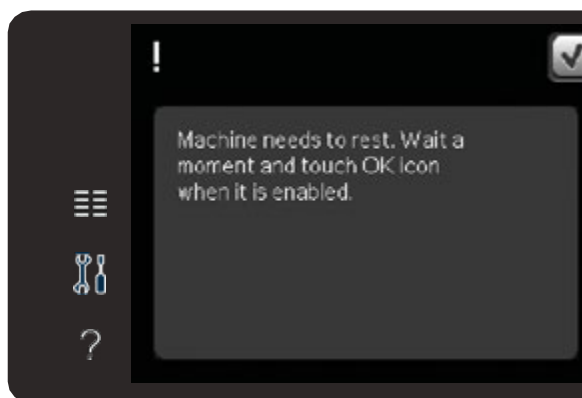 !
Machine needs to rest. Wait a
moment and touch OK icon
when it is enabled.
?